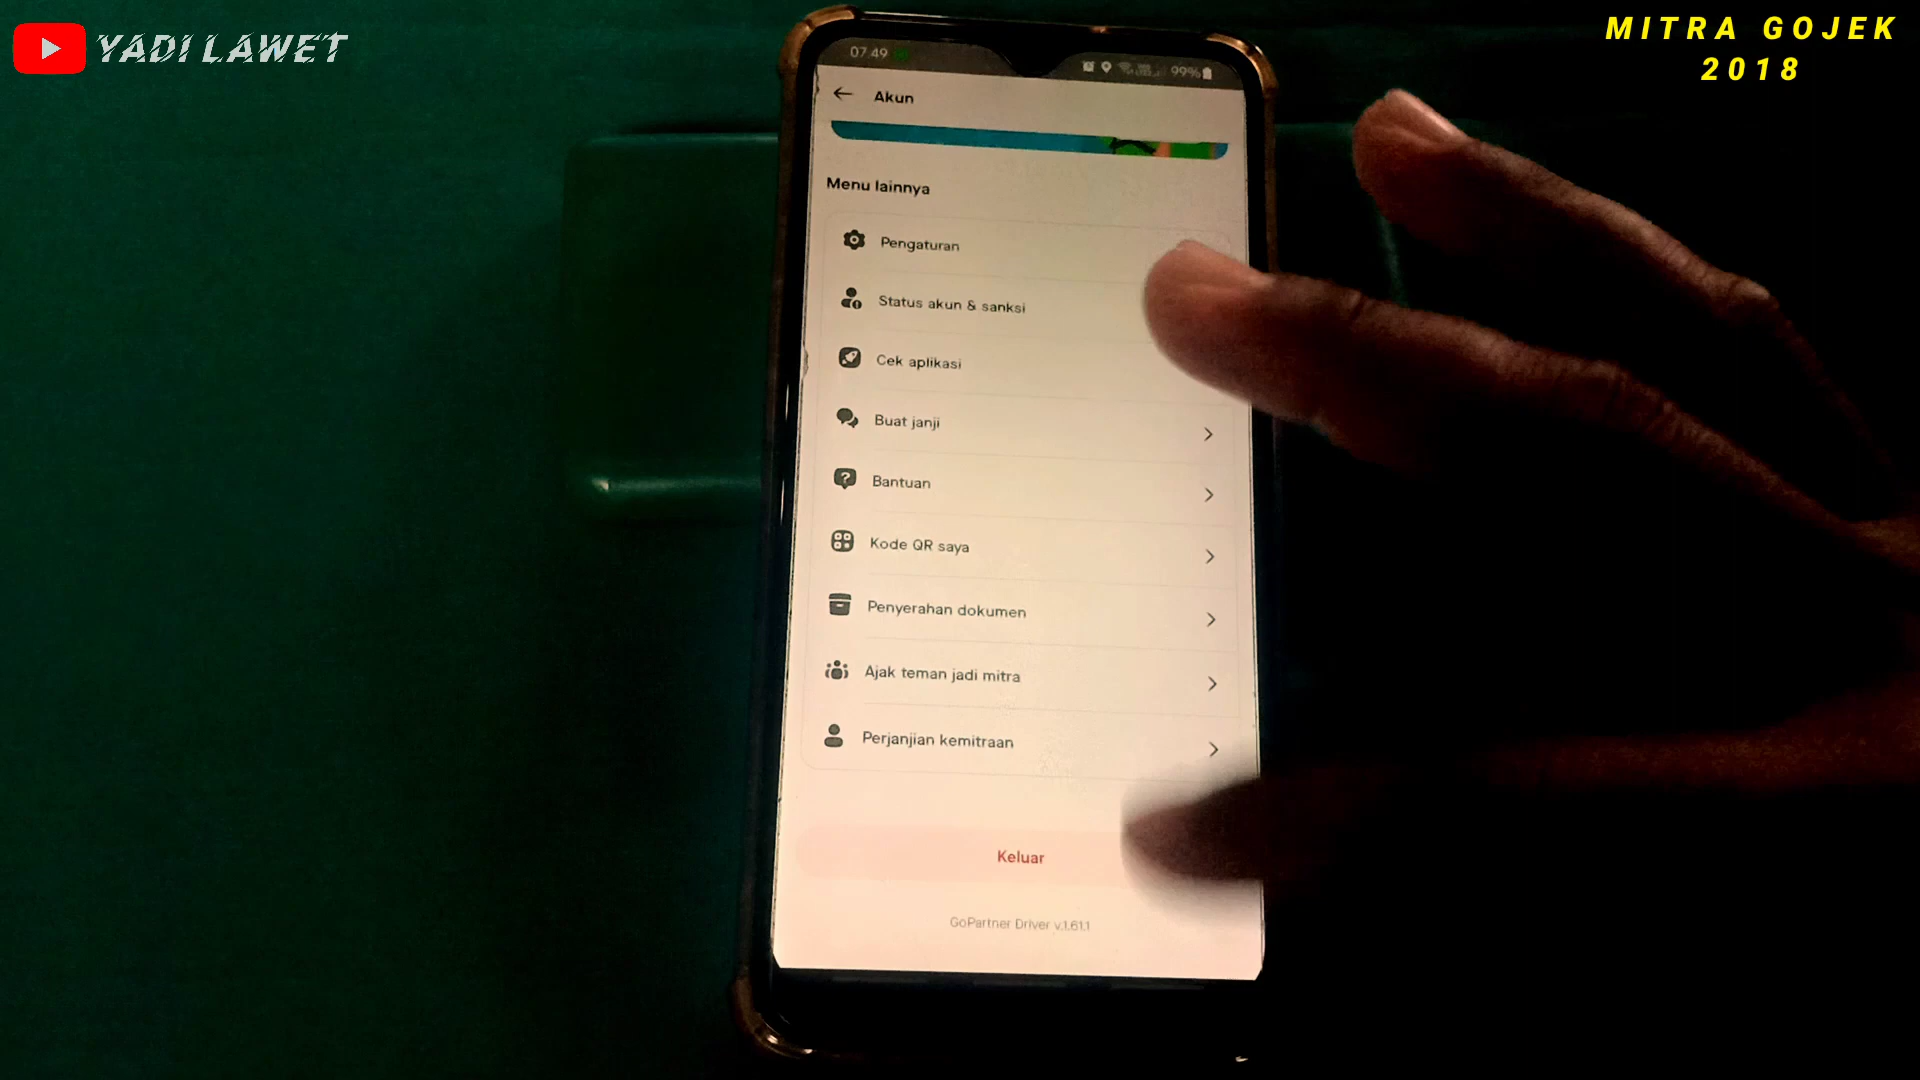 YADI LAWET
MITRA GOJEK
2018
07.49
99%
Akun
Menu lainnya
Pengaturan
Status akun & sanksi
Cek aplikasi
Buat janji
Bantuan
Kode QR saya
Penyerahan dokumen
Ajak teman jadi mitra
Perjanjian kemitraan
Keluar
GoPartner Driver v.1.61.1